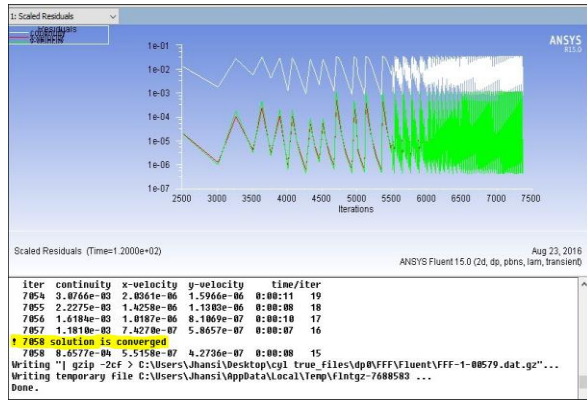 1: Scaled Residuals
Residuals
continuity
x-velocity
y-velocity
ANSYS
R15.0
1e-01
1e-02
1e-03
1e-04
1e-05
1e-06
1e-07
2500 3000 3500 4000 4500 5000 5500 6000 6500 7000 7500
Iterations
Scaled Residuals (Time=1.2000e+02)
Aug 23, 2016
ANSYS Fluent 15.0 (2d, dp, pbns, lam, transient)
iter continuity x-velocity y-velocity time/iter
7054 3.0766e-03 2.0361e-06 1.5966e-06 0:00:11 19
7055 2.2275e-03 1.4258e-06 1.1303e-06 0:00:08 18
7056 1.6184e-03 1.0187e-06 8.1069e-07 0:00:10 17
7057 1.1810e-03 7.4270e-07 5.8657e-07 0:00:07 16
! 7058 solution is converged
7058 8.6577e-04 5.5158e-07 4.2736e-07 0:00:08 15
Writing "| gzip -2cf > C:\Users\Jhansi\Desktop\cyl true_files\dp0\FFF\Fluent\FFF-1-00579.dat.gz"...
Writing temporary file C:\Users\Jhansi\AppData\Local\Temp\flntgz-7688583 ...
Done.